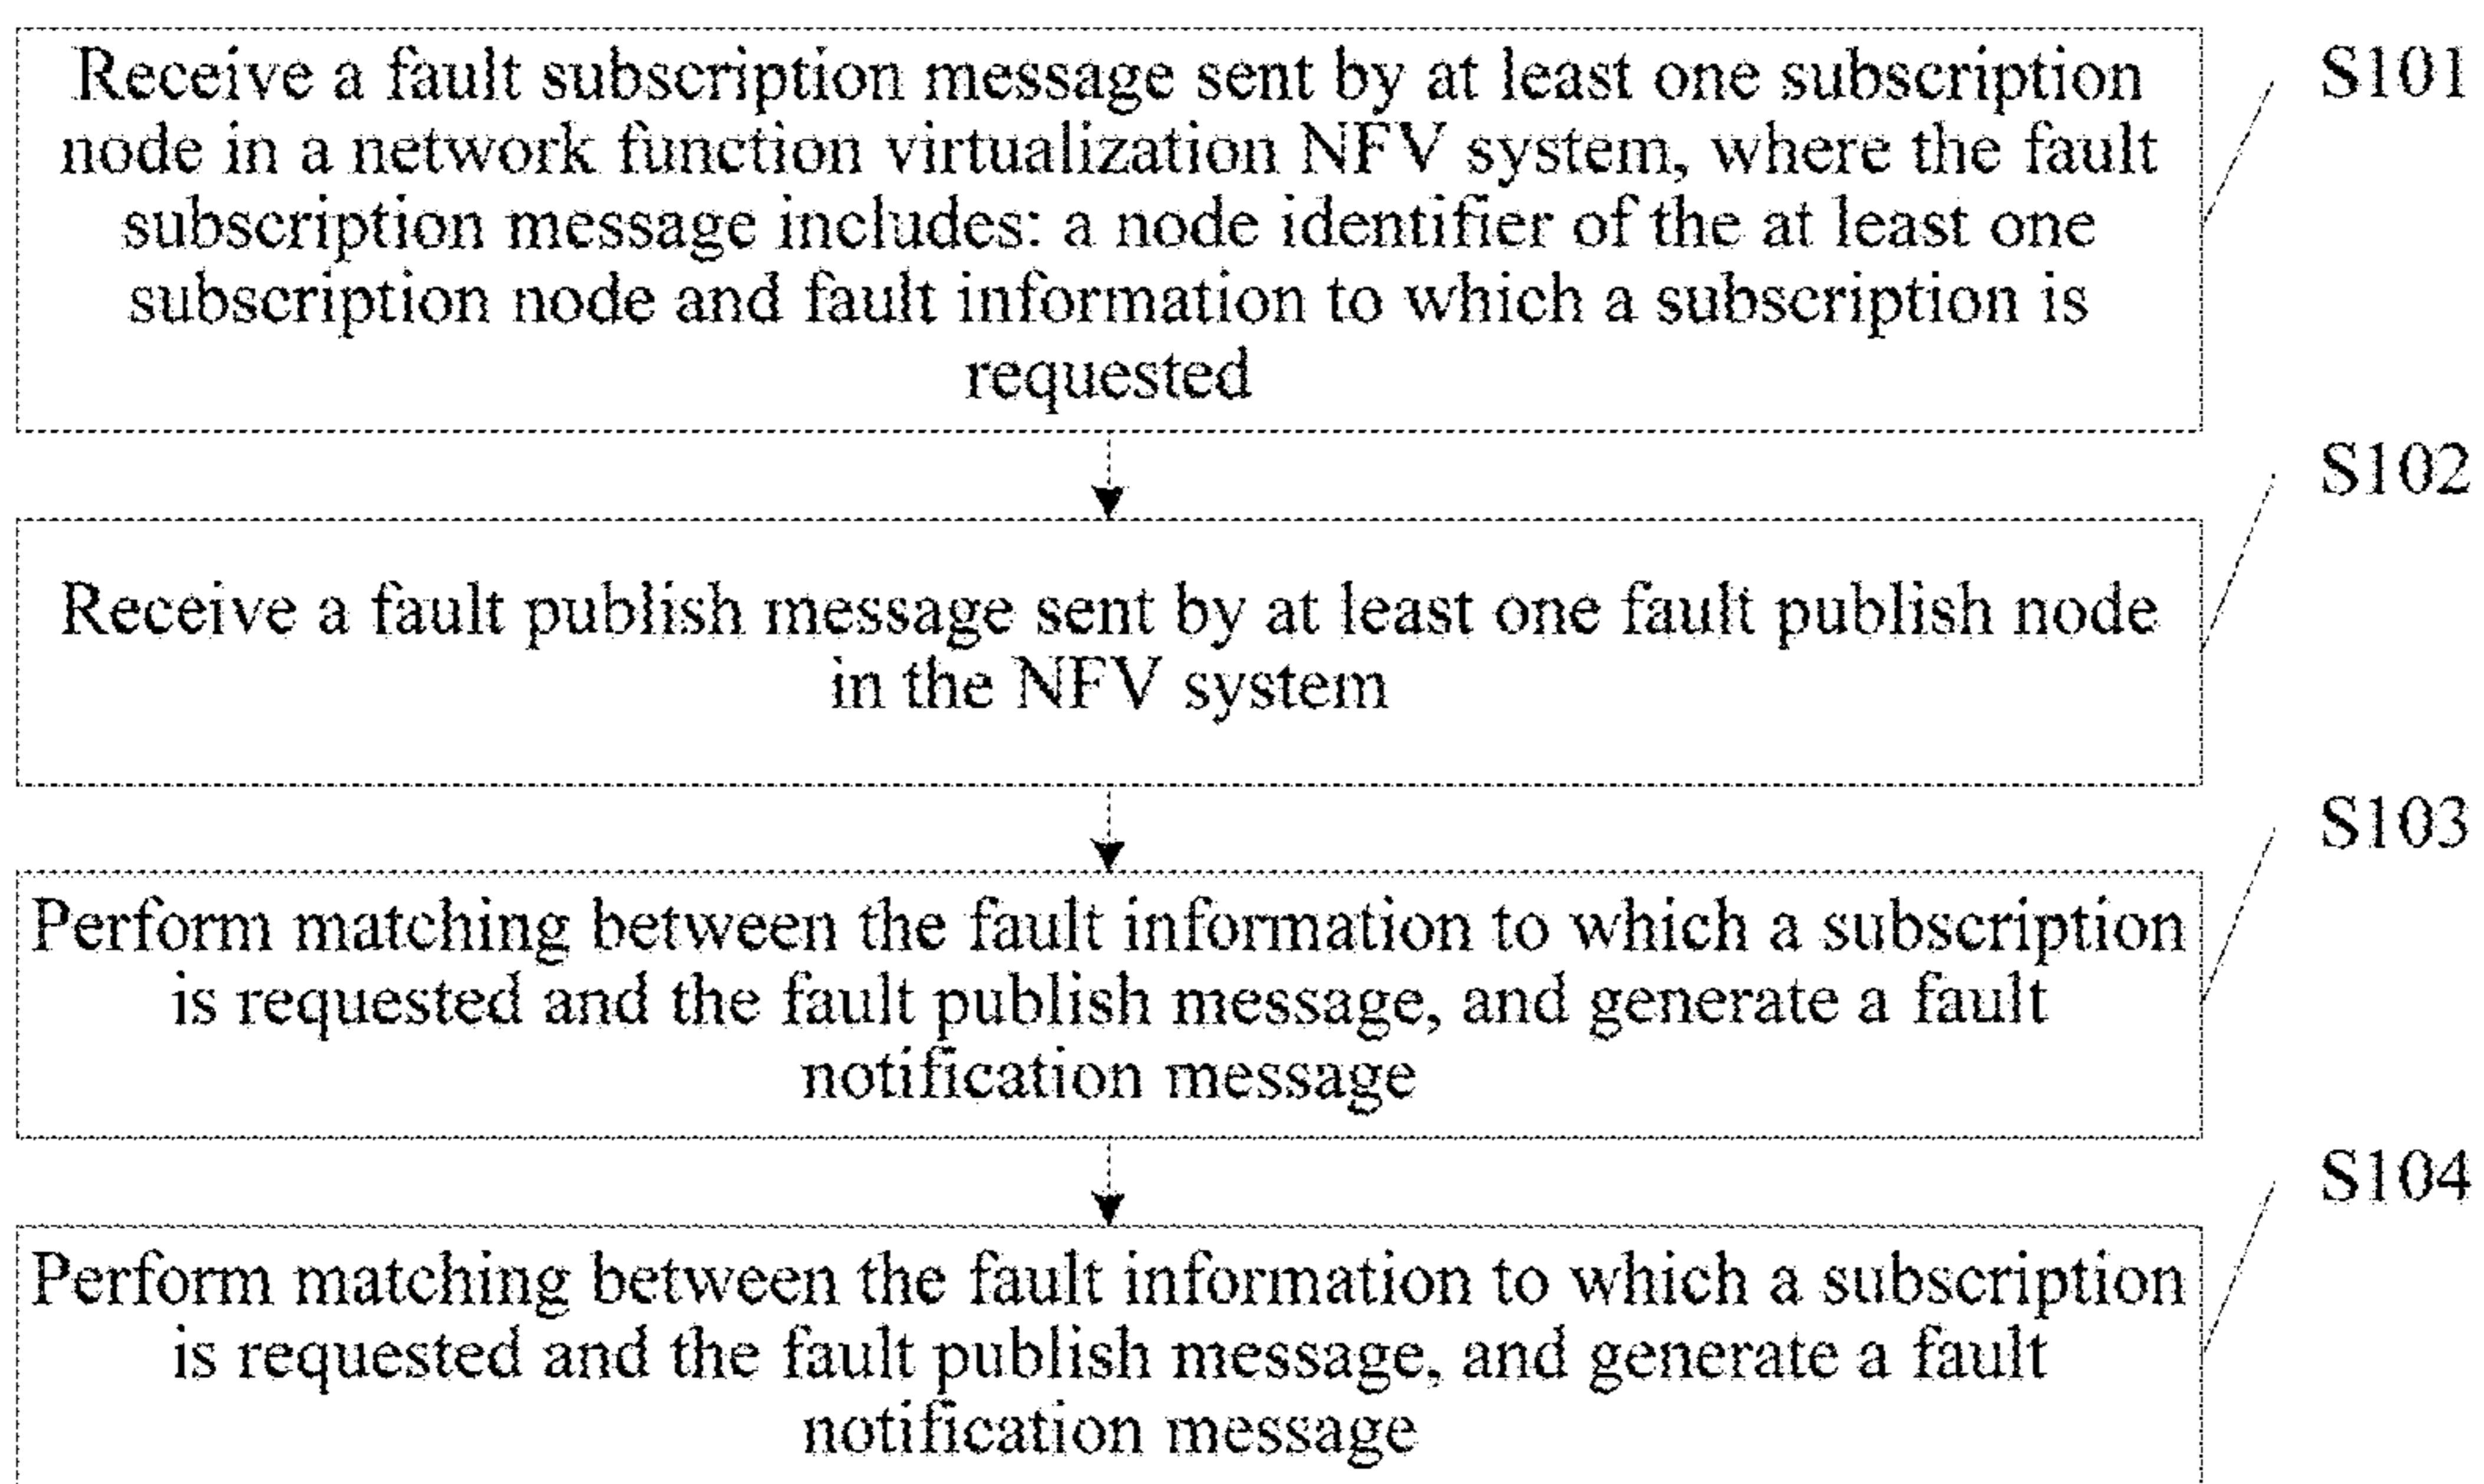 Receive a fault subscription message sent by at least one subscription
S101
node in a network function virtualization NFV system, where the fault
subscription message includes: a node identifier of the at least one
subscription node and fault information to which a subscription is
requested
S102
Receive a fault publish message sent by at least one fault publish node
in the NFV system
S103
Perform matching between the fault information to which a subscription
is requested and the fault publish message, and generate a fault
notification message
S104
Perform matching between the fault information to which a subscription
is requested and the fault publish message, and generate a fault
notification message